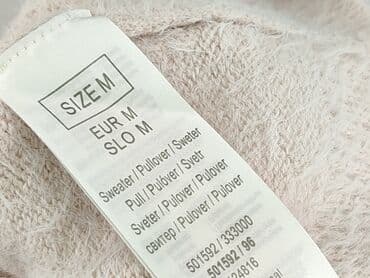 SIZE M
EUR M
SLO M
Sweater / Pullover / Sweter
Pull / Pulóver / Svetr
Sveter / Pulover / Pulover
свитер / Pulover / Pulover
501592 / 333000
501592 / 96
24816